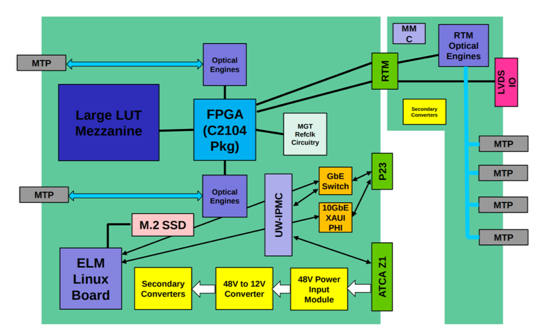 MM
C
RTM
Optical
Engines
MTP
Optical
Engines
RTM
LVDS
IO
Large LUT
Mezzanine
FPGA
(C2104
Pkg)
MGT
Refclk
Circuitry
Secondary
Converters
MTP
MTP
MTP
Optical
Engines
GbE
Switch
P23
MTP
M.2 SSD
UW-IPMC
10GbE
XAUI
PHI
MTP
ELM
Linux
Board
Secondary
Converters
48V to 12V
Converter
48V Power
Input
Module
ATCA Z1
MTP